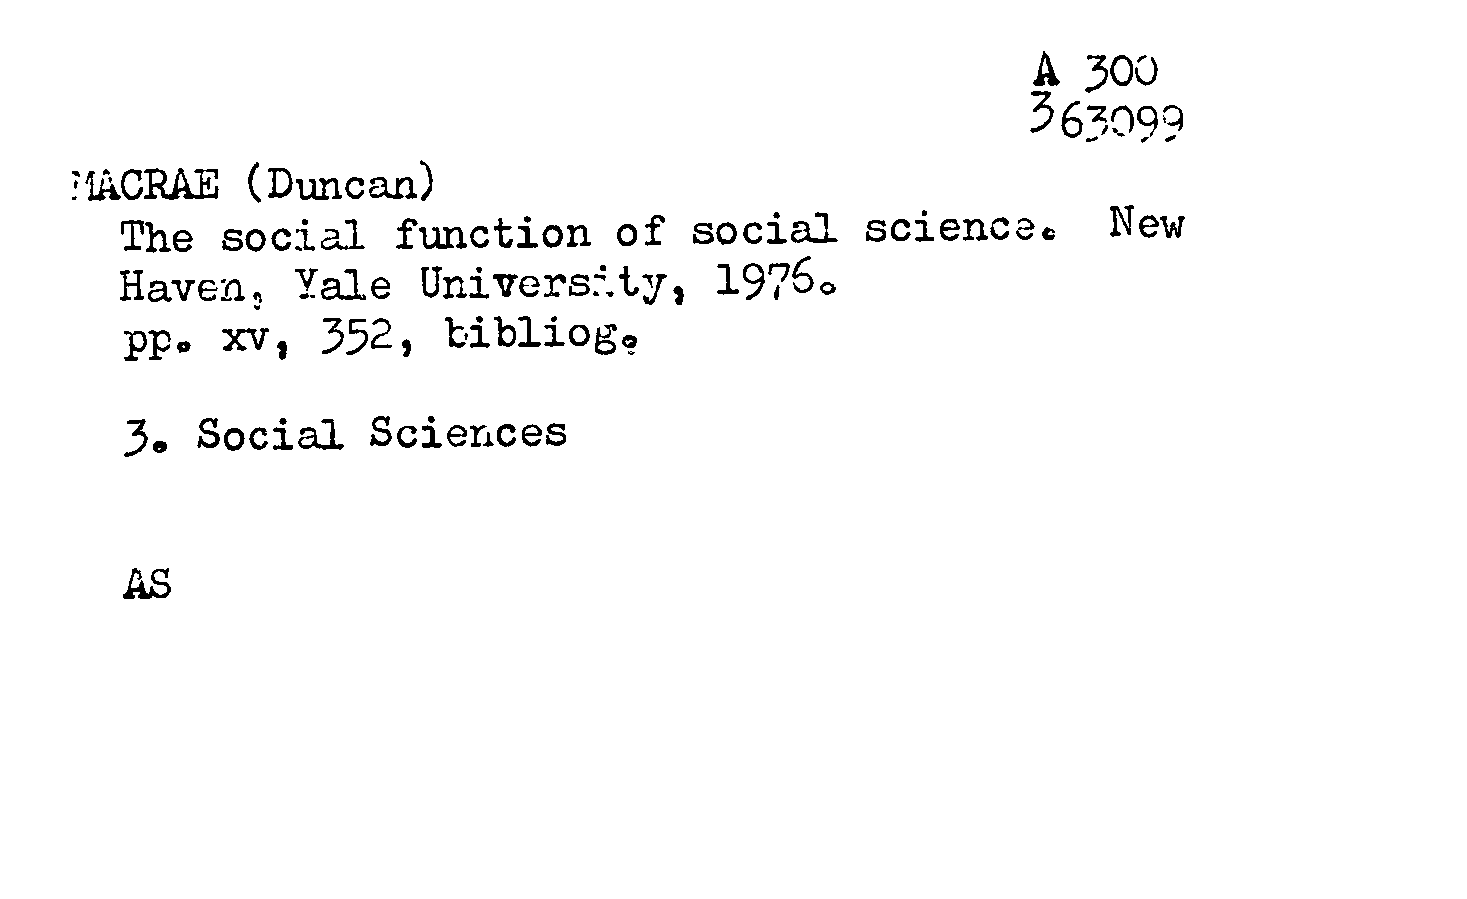 A 300
363099
MACRAE (Duncan)
The social function of social science. New
Haven, Yale University, 1976.
pp. xv, 352, bibliog.
3. Social Sciences
AS